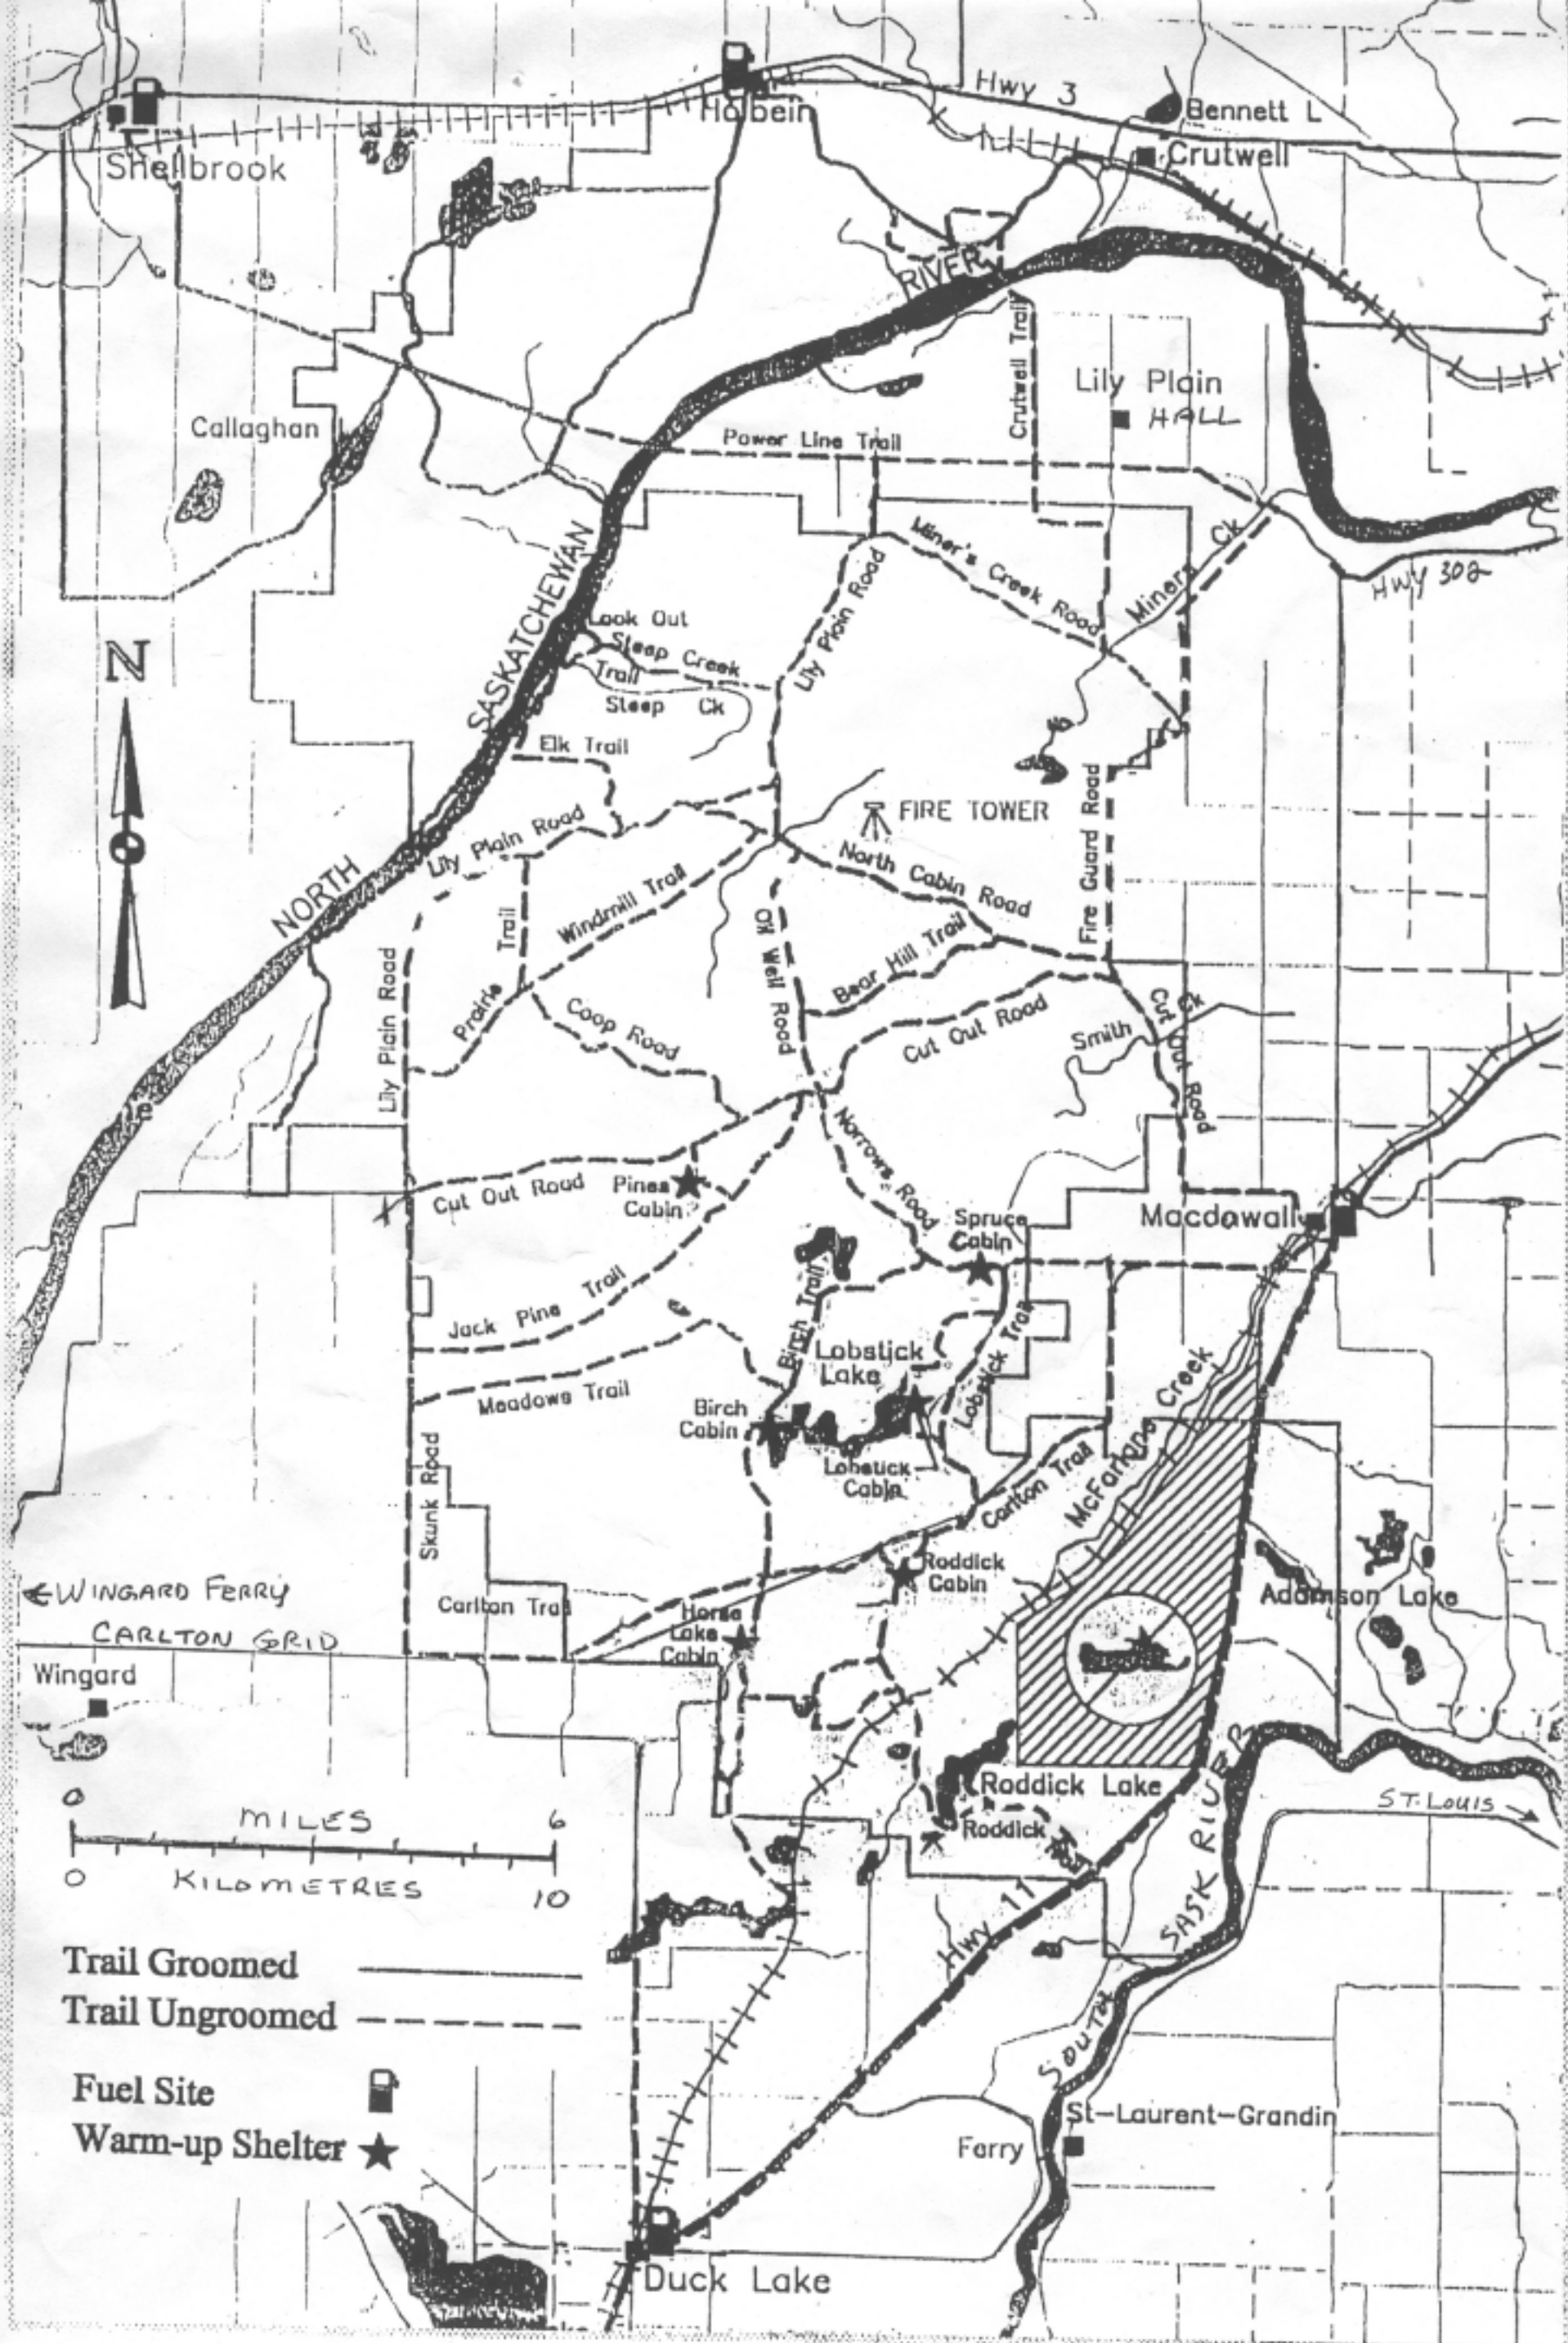 Hwy 3
Holbein
Bennett L
Crutwell
Shellbrook
RIVER
Crutwell Trail
Lily Plain
HALL
Callaghan L
Power Line Trail
Miner's Creek Road
Miners Ck
HWY 302
SASKATCHEWAN
Lily Plain Road
Look Out
Steep Creek
Trail
Steep Ck
N
Elk Trail
FIRE TOWER
Fire Guard Road
Lily Plain Road
North Cabin Road
NORTH
Windmill Trail
Prairie Trail
Oil Well Road
Bear Hill Trail
Lily Plain Road
Coop Road
Cut Out Road
Smith Ck
Cut Out Road
Narrows Road
Cut Out Road
Pines
Cabin
Spruce
Cabin
Macdowall
Jack Pine Trail
Birch Trail
Lobstick
Lake
Lobstick Trail
Meadows Trail
Birch
Cabin
McFarlane Creek
Lobstick
Cabin
Skunk Road
Carlton Trail
Roddick
Cabin
WINGARD FERRY
Adamson Lake
Carlton Trail
Horse
Lake
Cabin
CARLTON GRID
Wingard
Roddick Lake
Roddick Road
ST. LOUIS
0 MILES 6
0 KILOMETRES 10
SOUTH SASK RIVER
Hwy 11
Trail Groomed
Trail Ungroomed
Fuel Site
Warm-up Shelter
St-Laurent-Grandin
Ferry
Duck Lake